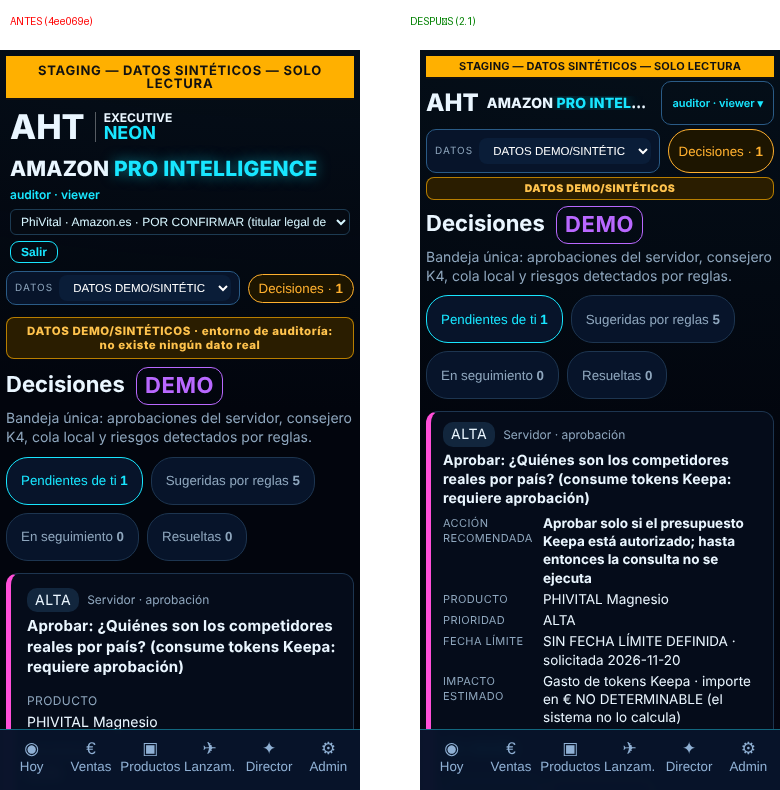 ANTES (4ee069e)
STAGING — DATOS SINTÉTICOS — SOLO
LECTURA
AHT EXECUTIVE
NEON
AMAZON PRO INTELLIGENCE
auditor · viewer
PhiVital · Amazon.es · POR CONFIRMAR (titular legal de
Salir
DATOS DATOS DEMO/SINTÉTIC Decisiones · 1
DATOS DEMO/SINTÉTICOS · entorno de auditoría:
no existe ningún dato real
Decisiones DEMO
Bandeja única: aprobaciones del servidor, consejero
K4, cola local y riesgos detectados por reglas.
Pendientes de ti 1 Sugeridas por reglas 5
En seguimiento 0 Resueltas 0
ALTA Servidor · aprobación
Aprobar: ¿Quiénes son los competidores
reales por país? (consume tokens Keepa:
requiere aprobación)
PRODUCTO
PHIVITAL Magnesio
Hoy Ventas Productos Lanzam. Director Admin
DESPU▯S (2.1)
STAGING — DATOS SINTÉTICOS — SOLO LECTURA
AHT AMAZON PRO INTEL... auditor · viewer ▾
DATOS DATOS DEMO/SINTÉTIC Decisiones · 1
DATOS DEMO/SINTÉTICOS
Decisiones DEMO
Bandeja única: aprobaciones del servidor, consejero
K4, cola local y riesgos detectados por reglas.
Pendientes de ti 1 Sugeridas por reglas 5
En seguimiento 0 Resueltas 0
ALTA Servidor · aprobación
Aprobar: ¿Quiénes son los competidores
reales por país? (consume tokens Keepa:
requiere aprobación)
ACCIÓN Aprobar solo si el presupuesto
RECOMENDADA Keepa está autorizado; hasta
entonces la consulta no se
ejecuta
PRODUCTO PHIVITAL Magnesio
PRIORIDAD ALTA
FECHA LÍMITE SIN FECHA LÍMITE DEFINIDA ·
solicitada 2026-11-20
IMPACTO Gasto de tokens Keepa · importe
ESTIMADO en € NO DETERMINABLE (el
sistema no lo calcula)
Hoy Ventas Productos Lanzam. Director Admin